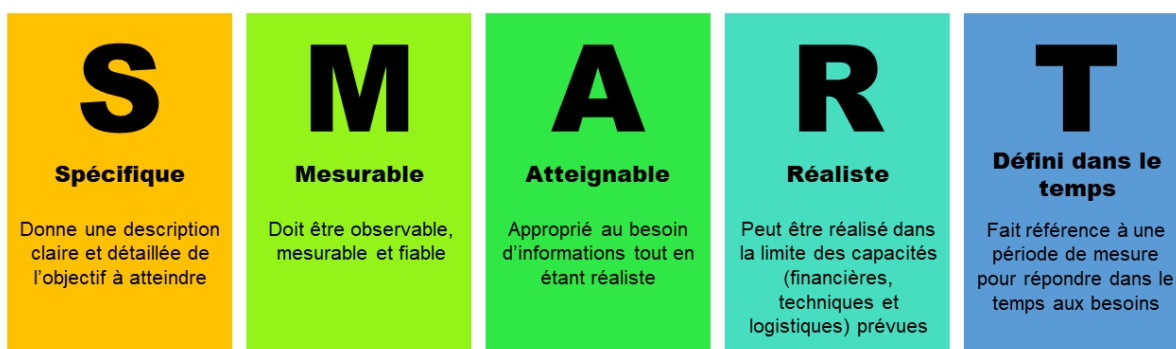 S
Spécifique
Donne une description
claire et détaillée de
l'objectif à atteindre
M
Mesurable
Doit être observable,
mesurable et fiable
A
Atteignable
Approprié au besoin
d'informations tout en
étant réaliste
R
Réaliste
Peut être réalisé dans
la limite des capacités
(financières,
techniques et
logistiques) prévues
T
Défini dans le
temps
Fait référence à une
période de mesure
pour répondre dans le
temps aux besoins